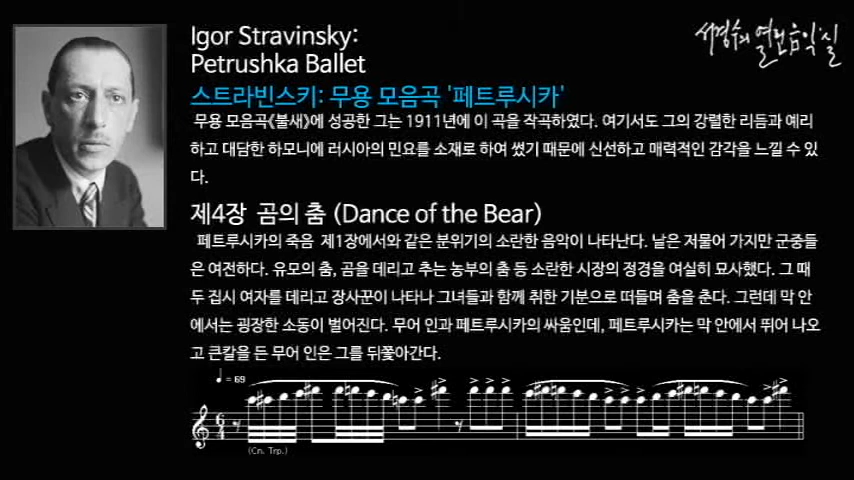 Igor Stravinsky:
Petrushka Ballet
서경수의 열린음악실
스트라빈스키: 무용 모음곡 '페트루시카'
무용 모음곡《불새》에 성공한 그는 1911년에 이 곡을 작곡하였다. 여기서도 그의 강렬한 리듬과 예리
하고 대담한 하모니에 러시아의 민요를 소재로 하여 썼기 때문에 신선하고 매력적인 감각을 느낄 수 있
다.
제4장 곰의 춤 (Dance of the Bear)
페트루시카의 죽음 제1장에서와 같은 분위기의 소란한 음악이 나타난다. 날은 저물어 가지만 군중들
은 여전하다. 유모의 춤, 곰을 데리고 추는 농부의 춤 등 소란한 시장의 정경을 여실히 묘사했다. 그 때
두 집시 여자를 데리고 장사꾼이 나타나 그녀들과 함께 취한 기분으로 떠들며 춤을 춘다. 그런데 막 안
에서는 굉장한 소동이 벌어진다. 무어 인과 페트루시카의 싸움인데, 페트루시카는 막 안에서 뛰어 나오
고 큰칼을 든 무어 인은 그를 뒤쫓아간다.
♩ = 69
6
4
(Cn. Trp.)